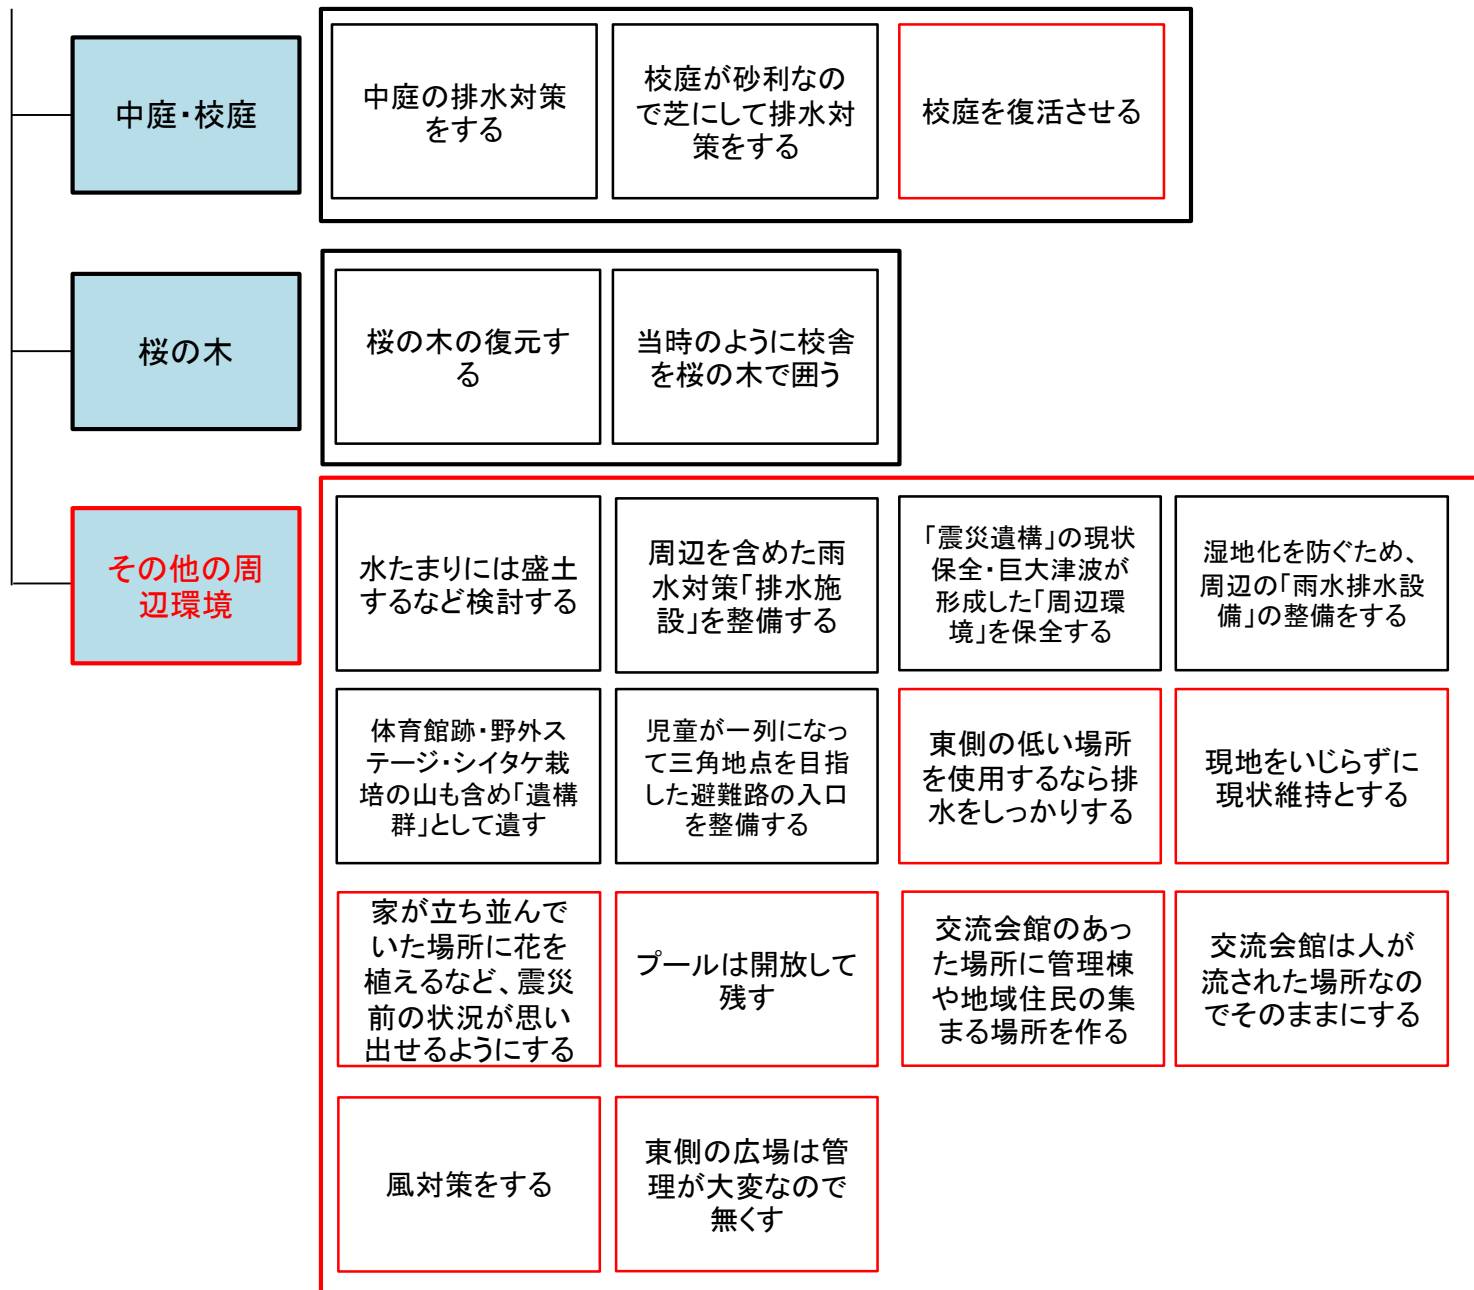 中庭・校庭
中庭の排水対策
をする
校庭が砂利なの
で芝にして排水対
策をする
校庭を復活させる
桜の木
桜の木の復元す
る
当時のように校舎
を桜の木で囲う
その他の周
辺環境
水たまりには盛土
するなど検討する
周辺を含めた雨
水対策「排水施
設」を整備する
「震災遺構」の現状
保全・巨大津波が
形成した「周辺環
境」を保全する
湿地化を防ぐため、
周辺の「雨水排水設
備」の整備をする
体育館跡・野外ス
テージ・シイタケ栽
培の山も含め「遺構
群」として遺す
児童が一列になっ
て三角地点を目指
した避難路の入口
を整備する
東側の低い場所
を使用するなら排
水をしっかりする
現地をいじらずに
現状維持とする
家が立ち並んで
いた場所に花を
植えるなど、震災
前の状況が思い
出せるようにする
プールは開放して
残す
交流会館のあっ
た場所に管理棟
や地域住民の集
まる場所を作る
交流会館は人が
流された場所なの
でそのままにする
風対策をする
東側の広場は管
理が大変なので
無くす